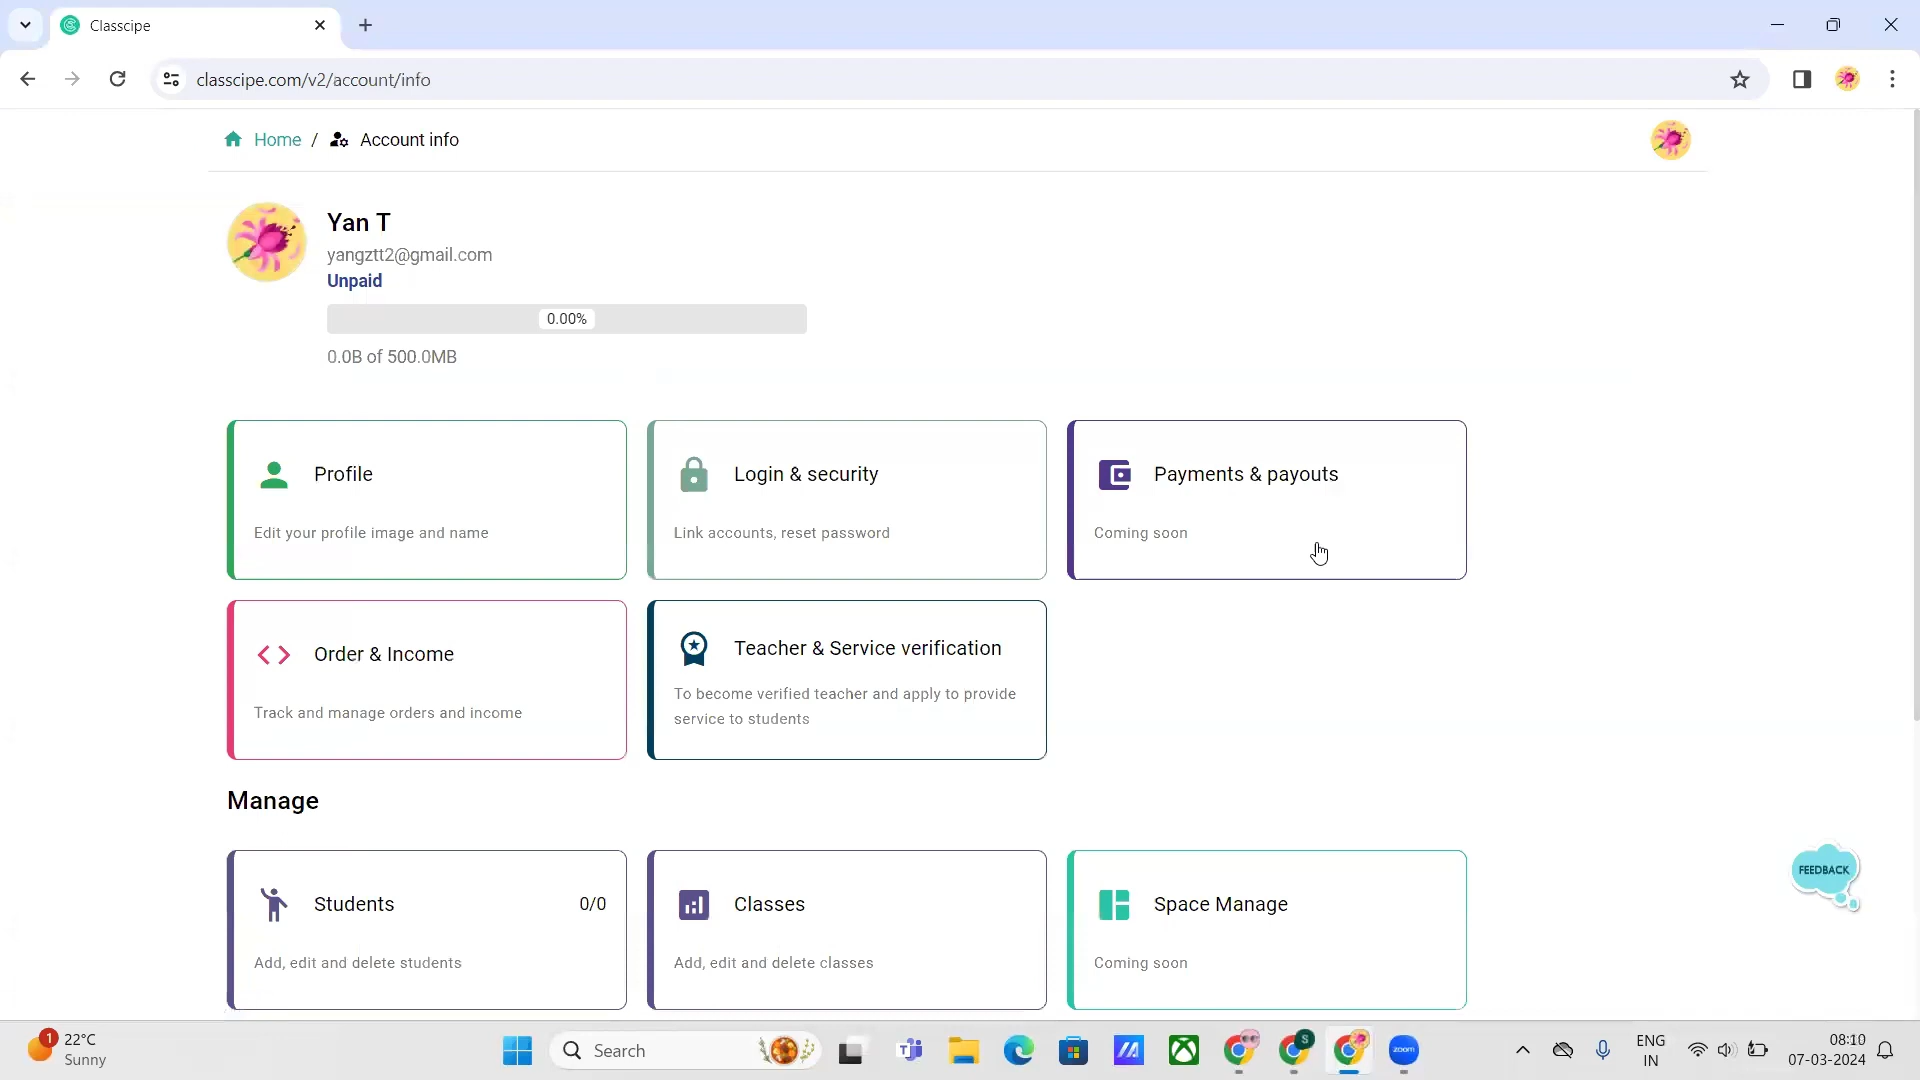 Classcipe
classcipe.com/v2/account/info
Home / Account info
Yan T
yangztt2@gmail.com
Unpaid
0.00%
0.0B of 500.0MB
Profile
Edit your profile image and name
Login & security
Link accounts, reset password
Payments & payouts
Coming soon
Order & Income
Track and manage orders and income
Teacher & Service verification
To become verified teacher and apply to provide
service to students
Manage
Students 0/0
Add, edit and delete students
Classes
Add, edit and delete classes
Space Manage
Coming soon
FEEDBACK
1
22°C
Sunny
Search
S
zoom
ENG
IN
08:10
07-03-2024